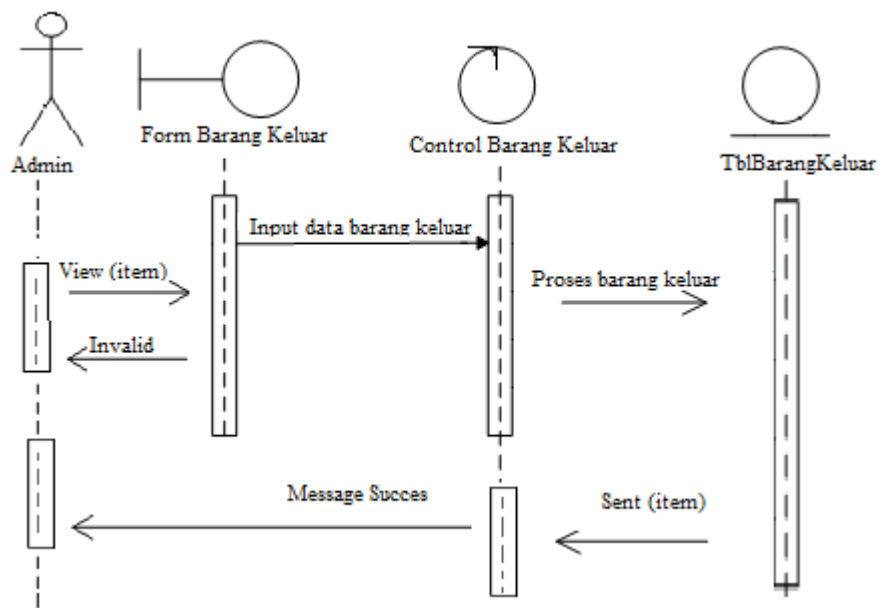 Form Barang Keluar
Control Barang Keluar
Admin
TblBarangKeluar
Input data barang keluar
View (item)
Proses barang keluar
Invalid
Message Succes
Sent (item)